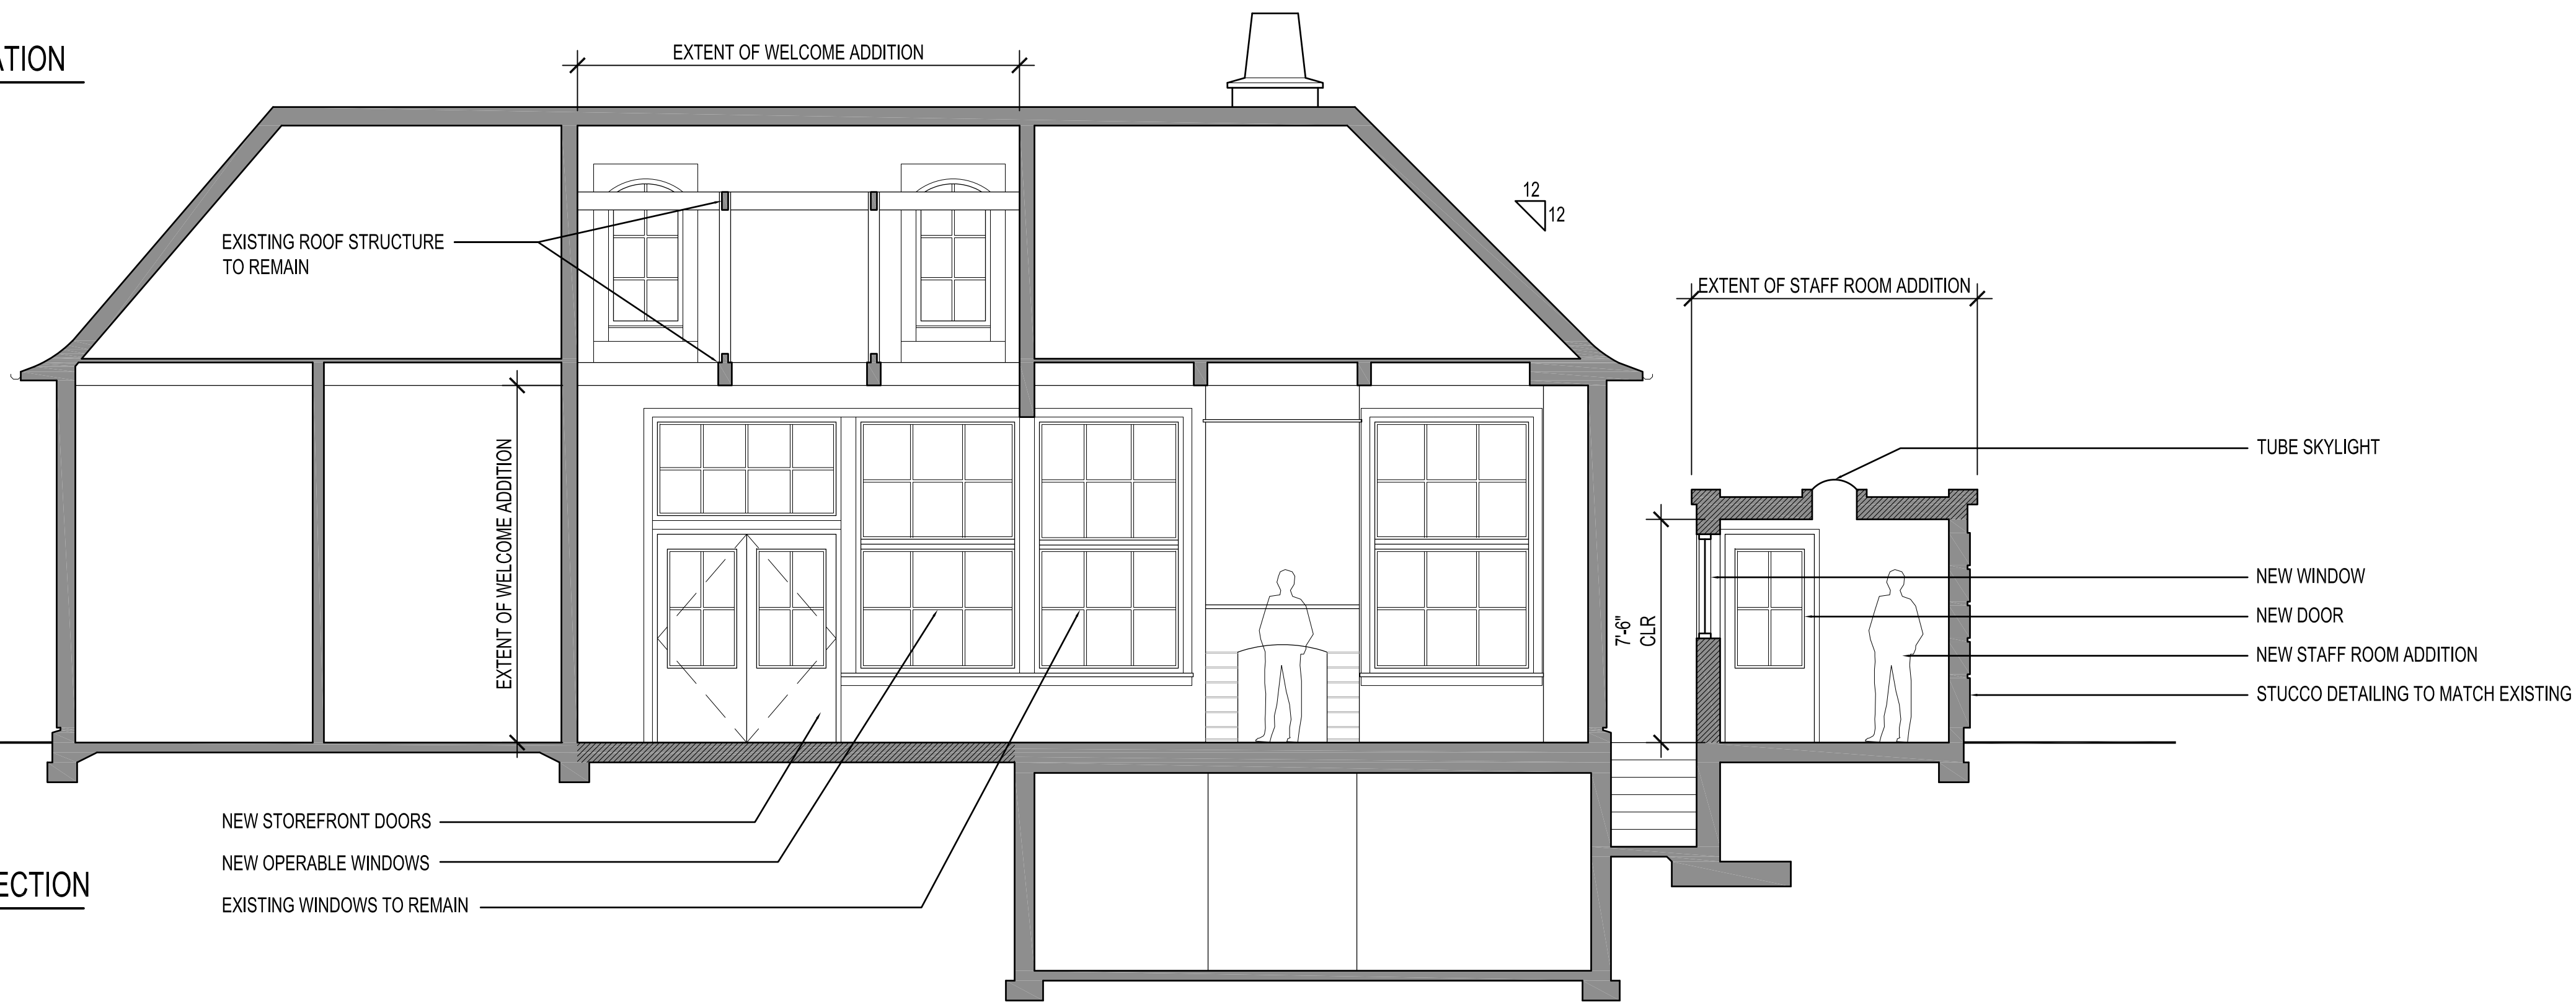 ATION
EXTENT OF WELCOME ADDITION
12
12
EXISTING ROOF STRUCTURE
TO REMAIN
EXTENT OF STAFF ROOM ADDITION
TUBE SKYLIGHT
EXTENT OF WELCOME ADDITION
7'-6"
CLR
NEW WINDOW
NEW DOOR
NEW STAFF ROOM ADDITION
STUCCO DETAILING TO MATCH EXISTING
NEW STOREFRONT DOORS
NEW OPERABLE WINDOWS
EXISTING WINDOWS TO REMAIN
ECTION